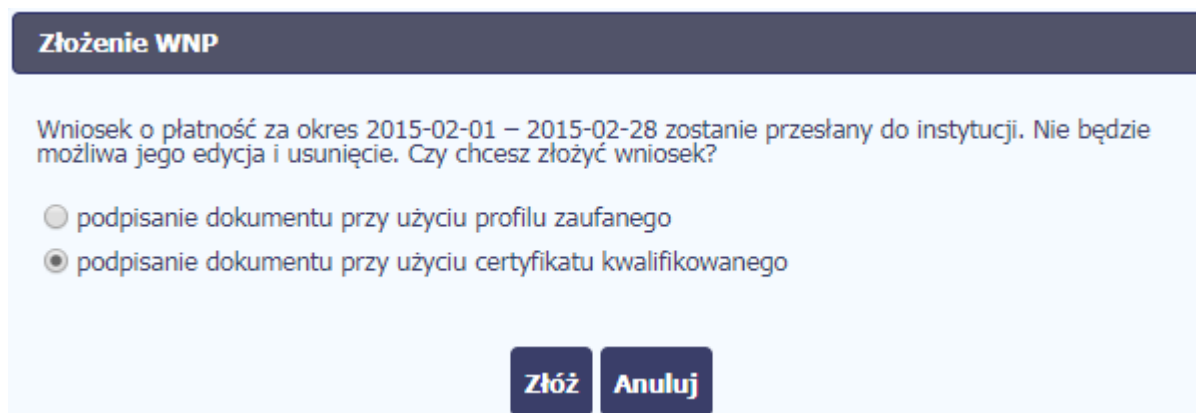 Złożenie WNP
Wniosek o płatność za okres 2015-02-01 – 2015-02-28 zostanie przesłany do instytucji. Nie będzie
możliwa jego edycja i usunięcie. Czy chcesz złożyć wniosek?
podpisanie dokumentu przy użyciu profilu zaufanego
podpisanie dokumentu przy użyciu certyfikatu kwalifikowanego
Złóż Anuluj